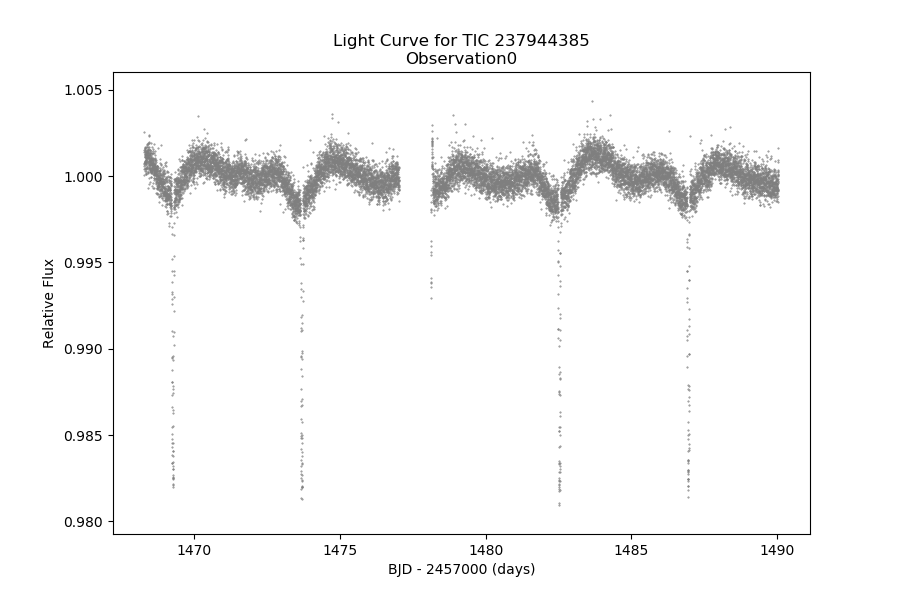 Light Curve for TIC 237944385
Observation0
1.005
1.000
0.995
0.990
0.985
0.980
Relative Flux
1470
1475
1480
1485
1490
BJD - 2457000 (days)